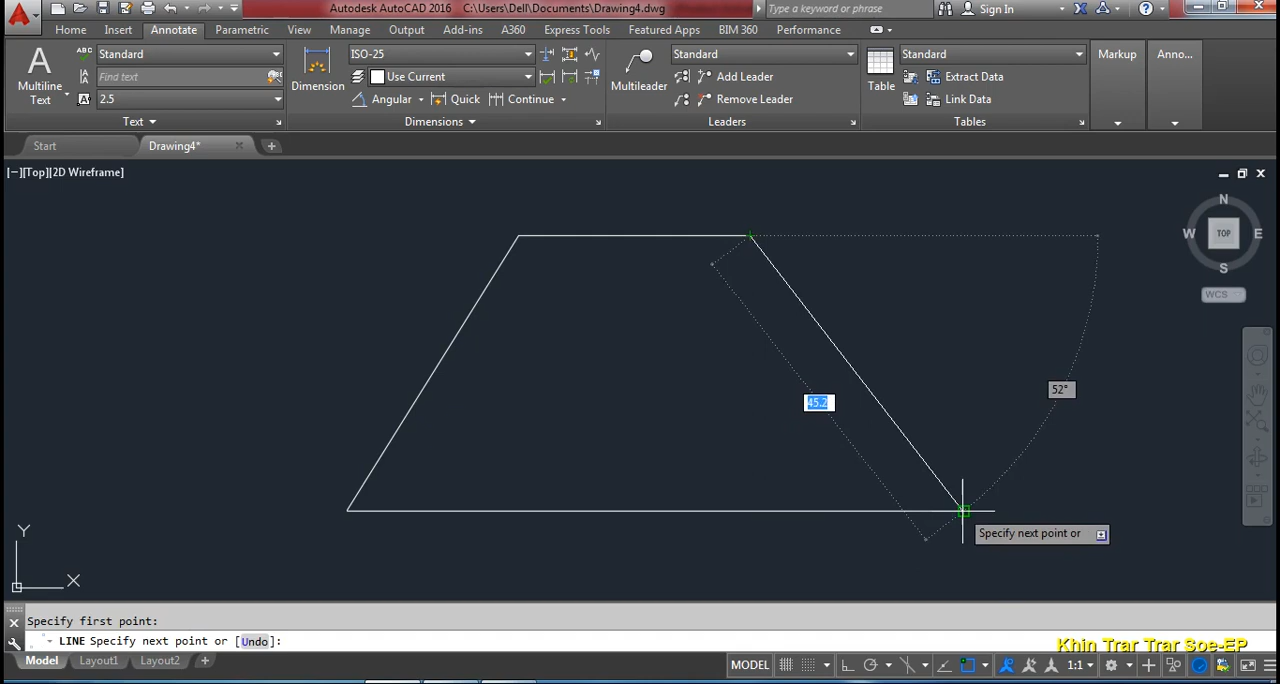 Autodesk AutoCAD 2016 C:\Users\Dell\Documents\Drawing4.dwg Type a keyword or phrase Sign In
Home Insert Annotate Parametric View Manage Output Add-ins A360 Express Tools Featured Apps BIM 360 Performance
A ABC Standard ISO-25 Standard Standard Markup Anno...
Multiline Text Find text Dimension Use Current Multileader Add Leader Table Extract Data
2.5 Angular Quick Continue Remove Leader Link Data
Text Dimensions Leaders Tables
Start Drawing4*
[−][Top][2D Wireframe]
N
W TOP E
S
WCS
52°
45.2
Specify next point or
Y
X
Specify first point:
LINE Specify next point or [Undo]:
Khin Trar Trar Soe-EP
Model Layout1 Layout2 + MODEL 1:1